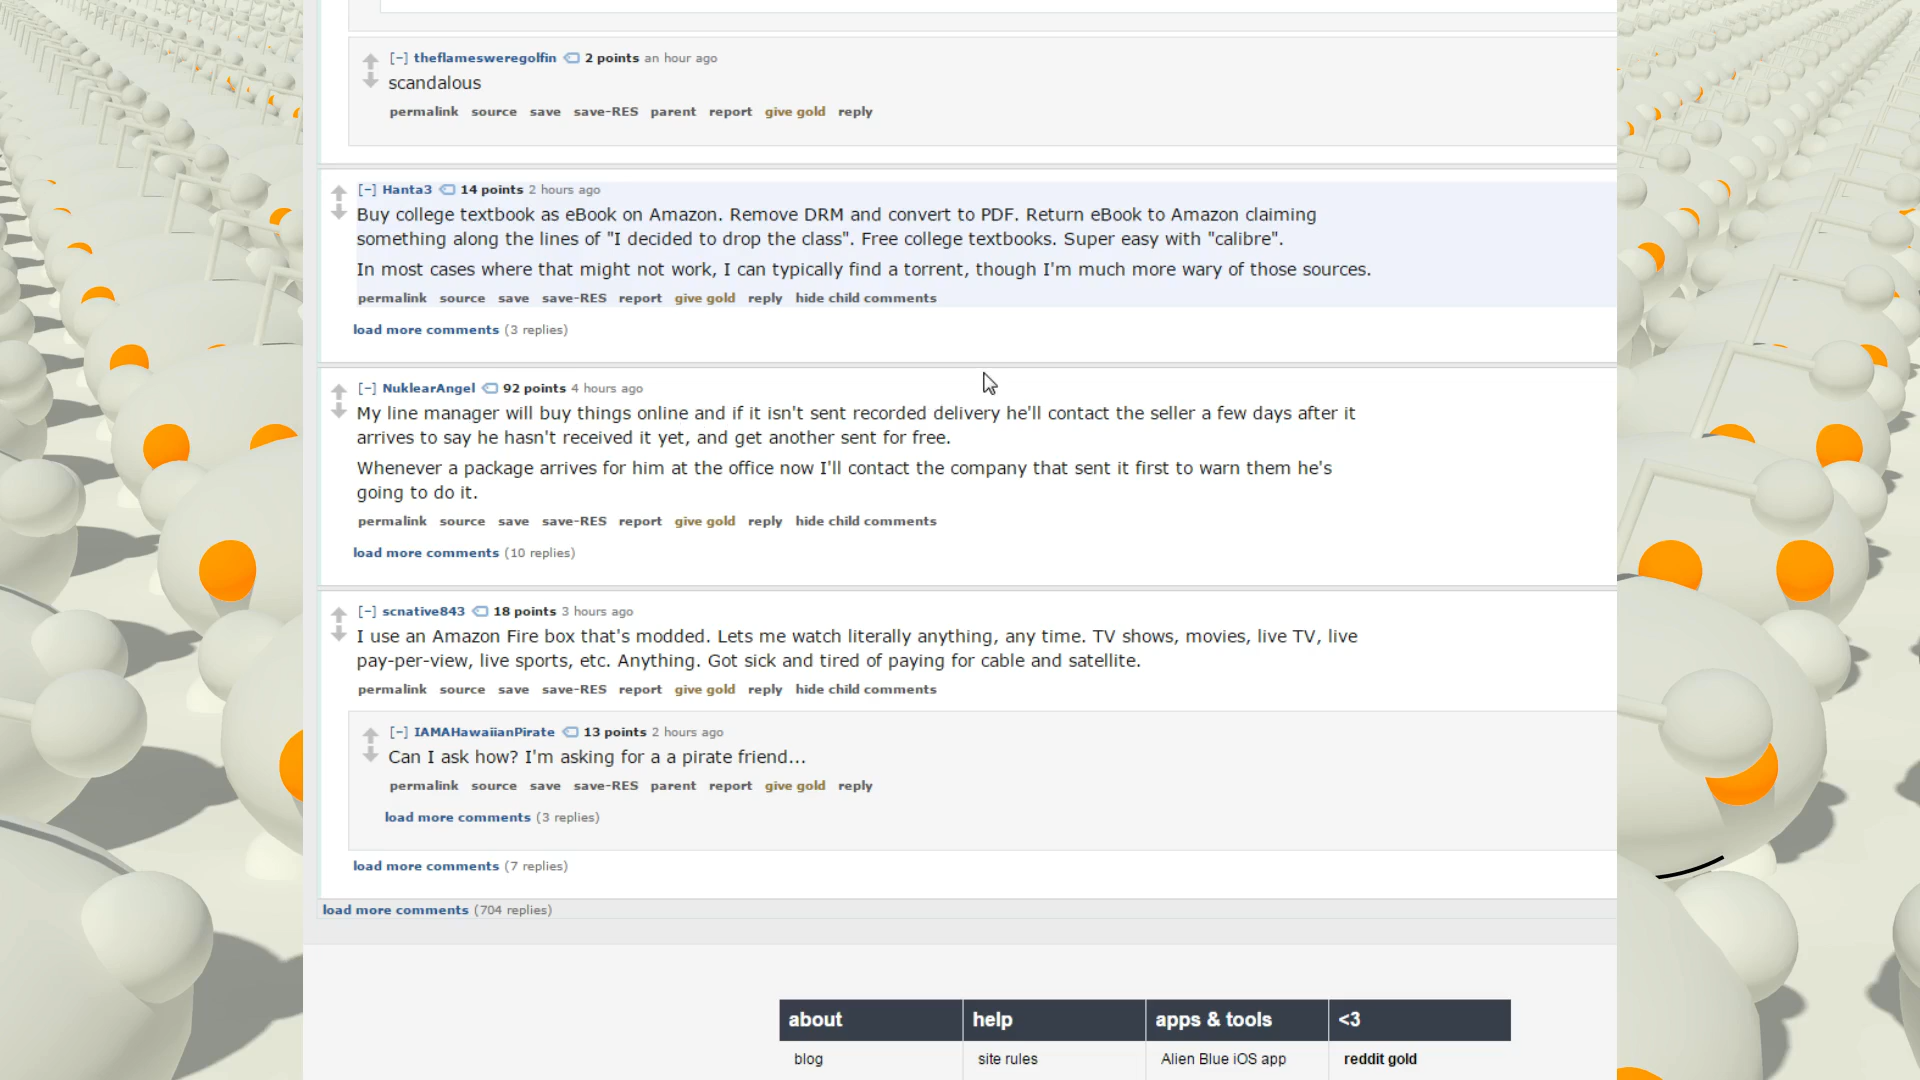 [-] theflamesweregolfin 2 points an hour ago
scandalous
permalink source save save-RES parent report give gold reply
[-] Hanta3 14 points 2 hours ago
Buy college textbook as eBook on Amazon. Remove DRM and convert to PDF. Return eBook to Amazon claiming
something along the lines of "I decided to drop the class". Free college textbooks. Super easy with "calibre".
In most cases where that might not work, I can typically find a torrent, though I'm much more wary of those sources.
permalink source save save-RES report give gold reply hide child comments
load more comments (3 replies)
[-] NuklearAngel 92 points 4 hours ago
My line manager will buy things online and if it isn't sent recorded delivery he'll contact the seller a few days after it
arrives to say he hasn't received it yet, and get another sent for free.
Whenever a package arrives for him at the office now I'll contact the company that sent it first to warn them he's
going to do it.
permalink source save save-RES report give gold reply hide child comments
load more comments (10 replies)
[-] scnative843 18 points 3 hours ago
I use an Amazon Fire box that's modded. Lets me watch literally anything, any time. TV shows, movies, live TV, live
pay-per-view, live sports, etc. Anything. Got sick and tired of paying for cable and satellite.
permalink source save save-RES report give gold reply hide child comments
[-] IAMAHawaiianPirate 13 points 2 hours ago
Can I ask how? I'm asking for a a pirate friend...
permalink source save save-RES parent report give gold reply
load more comments (3 replies)
load more comments (7 replies)
load more comments (704 replies)
about help apps & tools <3
blog site rules Alien Blue iOS app reddit gold